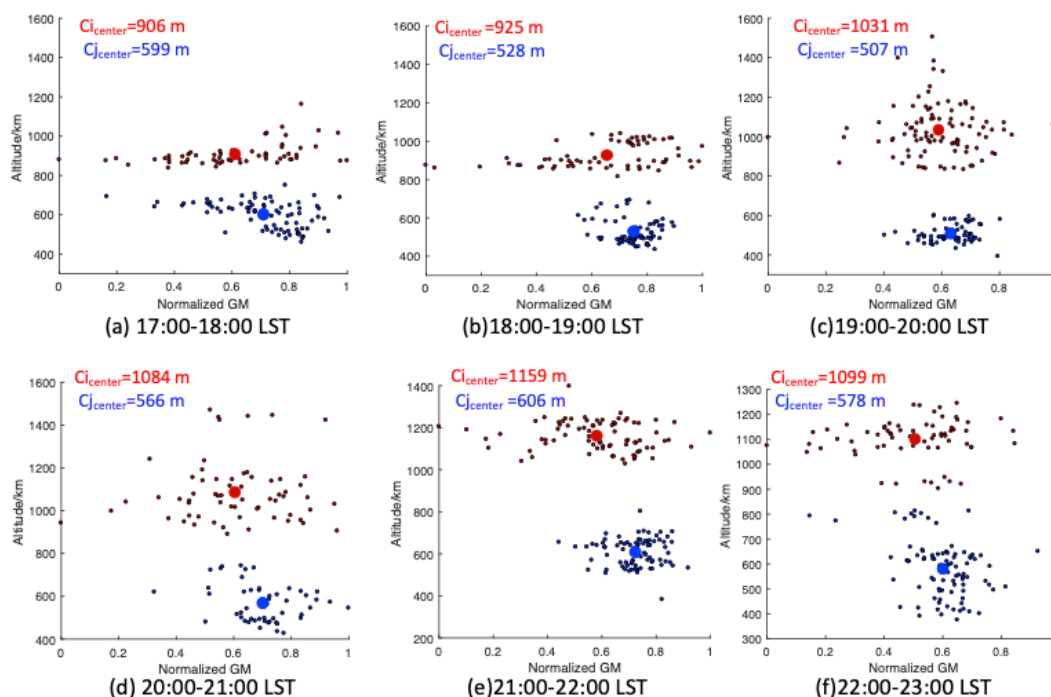 Ci center=906 m
Cj center=599 m
1600
1400
1200
1000
800
600
400
Altitude/km
0 0.2 0.4 0.6 0.8 1
Normalized GM
(a) 17:00-18:00 LST
Ci center=925 m
Cj center=528 m
1600
1400
1200
1000
800
600
400
Altitude/km
0 0.2 0.4 0.6 0.8 1
Normalized GM
(b)18:00-19:00 LST
Ci center=1031 m
Cj center=507 m
1600
1400
1200
1000
800
600
400
Altitude/km
0 0.2 0.4 0.6 0.8
Normalized GM
(c)19:00-20:00 LST
Ci center=1084 m
Cj center=566 m
1600
1400
1200
1000
800
600
400
Altitude/km
0 0.2 0.4 0.6 0.8 1
Normalized GM
(d) 20:00-21:00 LST
Ci center=1159 m
Cj center=606 m
1400
1200
1000
800
600
400
200
Altitude/km
0 0.2 0.4 0.6 0.8 1
Normalized GM
(e)21:00-22:00 LST
Ci center=1099 m
Cj center=578 m
1300
1200
1100
1000
900
800
700
600
500
400
300
Altitude/km
0 0.2 0.4 0.6 0.8
Normalized GM
(f)22:00-23:00 LST